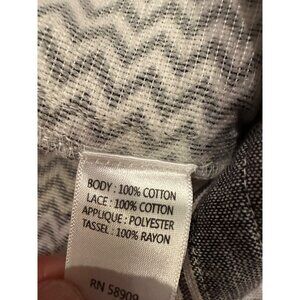 BODY : 100% COTTON
LACE : 100% COTTON
APPLIQUE : POLYESTER
TASSEL : 100% RAYON
RN 58909